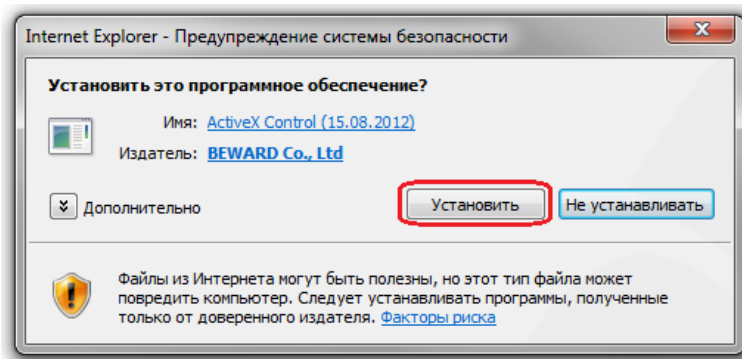 Internet Explorer - Предупреждение системы безопасности
Установить это программное обеспечение?
Имя: ActiveX Control (15.08.2012)
Издатель: BEWARD Co., Ltd
Дополнительно
Установить
Не устанавливать
Файлы из Интернета могут быть полезны, но этот тип файла может
повредить компьютер. Следует устанавливать программы, полученные
только от доверенного издателя. Факторы риска